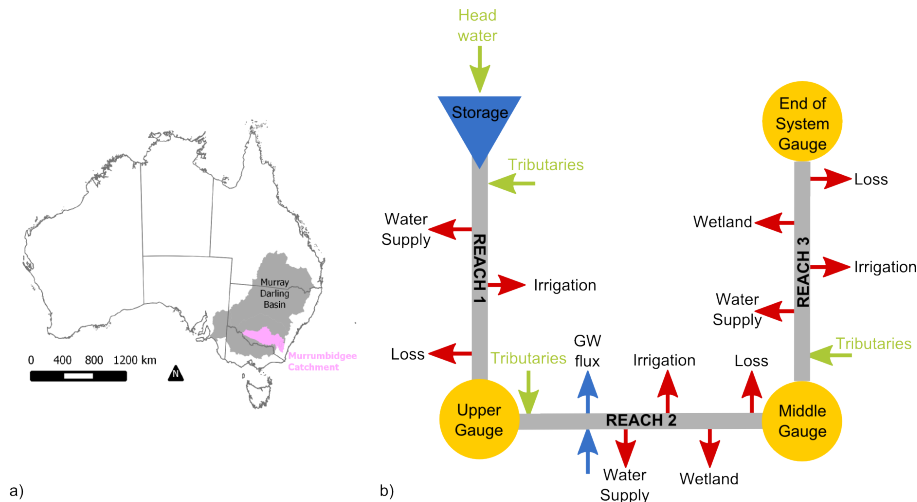 Murray
Darling
Basin
Murrumbidgee
Catchment
0 400 800 1200 km
N
a)
Head
water
Storage
Tributaries
Water
Supply
REACH 1
Irrigation
Loss
Upper
Gauge
Tributaries
GW
flux
Irrigation
Loss
REACH 2
Water
Supply
Wetland
Middle
Gauge
End of
System
Gauge
Loss
Wetland
REACH 3
Irrigation
Water
Supply
Tributaries
b)